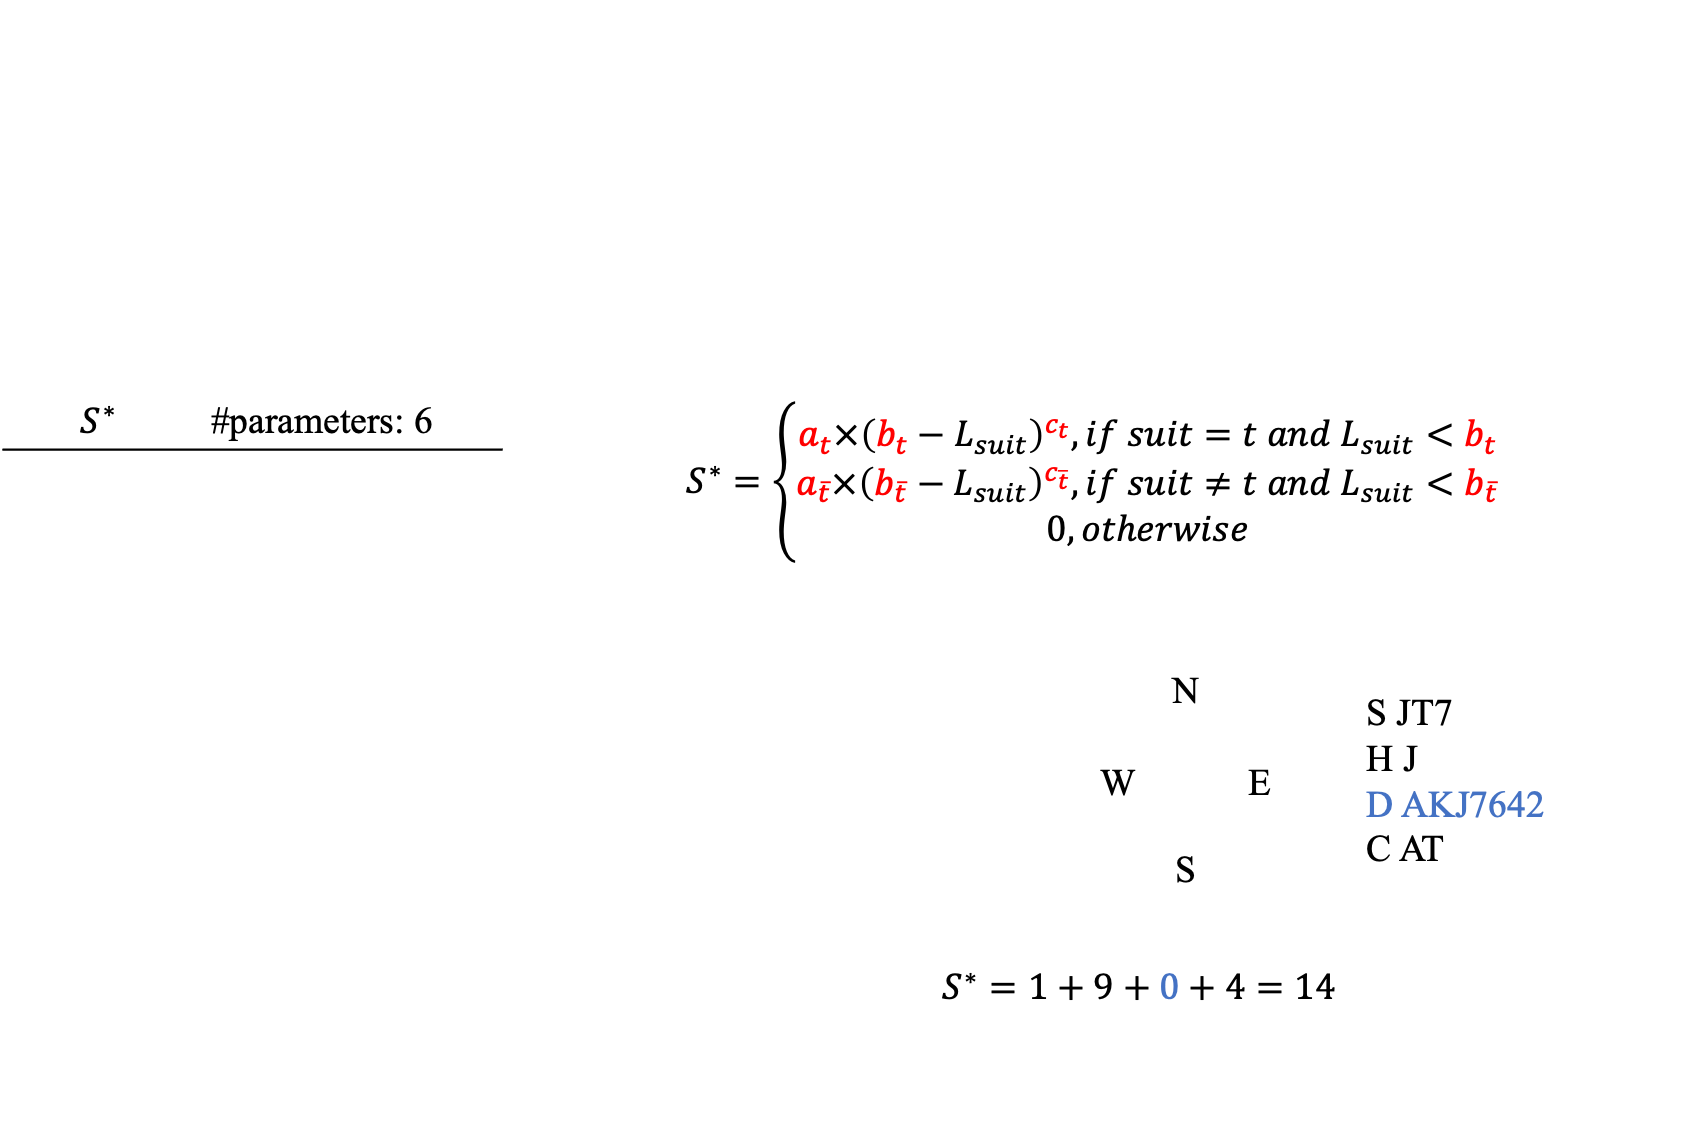 S* #parameters: 6
S* = { a_t×(b_t − L_suit)^{c_t}, if suit = t and L_suit < b_t
a_t̄×(b_t̄ − L_suit)^{c_t̄}, if suit ≠ t and L_suit < b_t̄
0, otherwise
N
S JT7
H J
W E
D AKJ7642
C AT
S
S* = 1 + 9 + 0 + 4 = 14